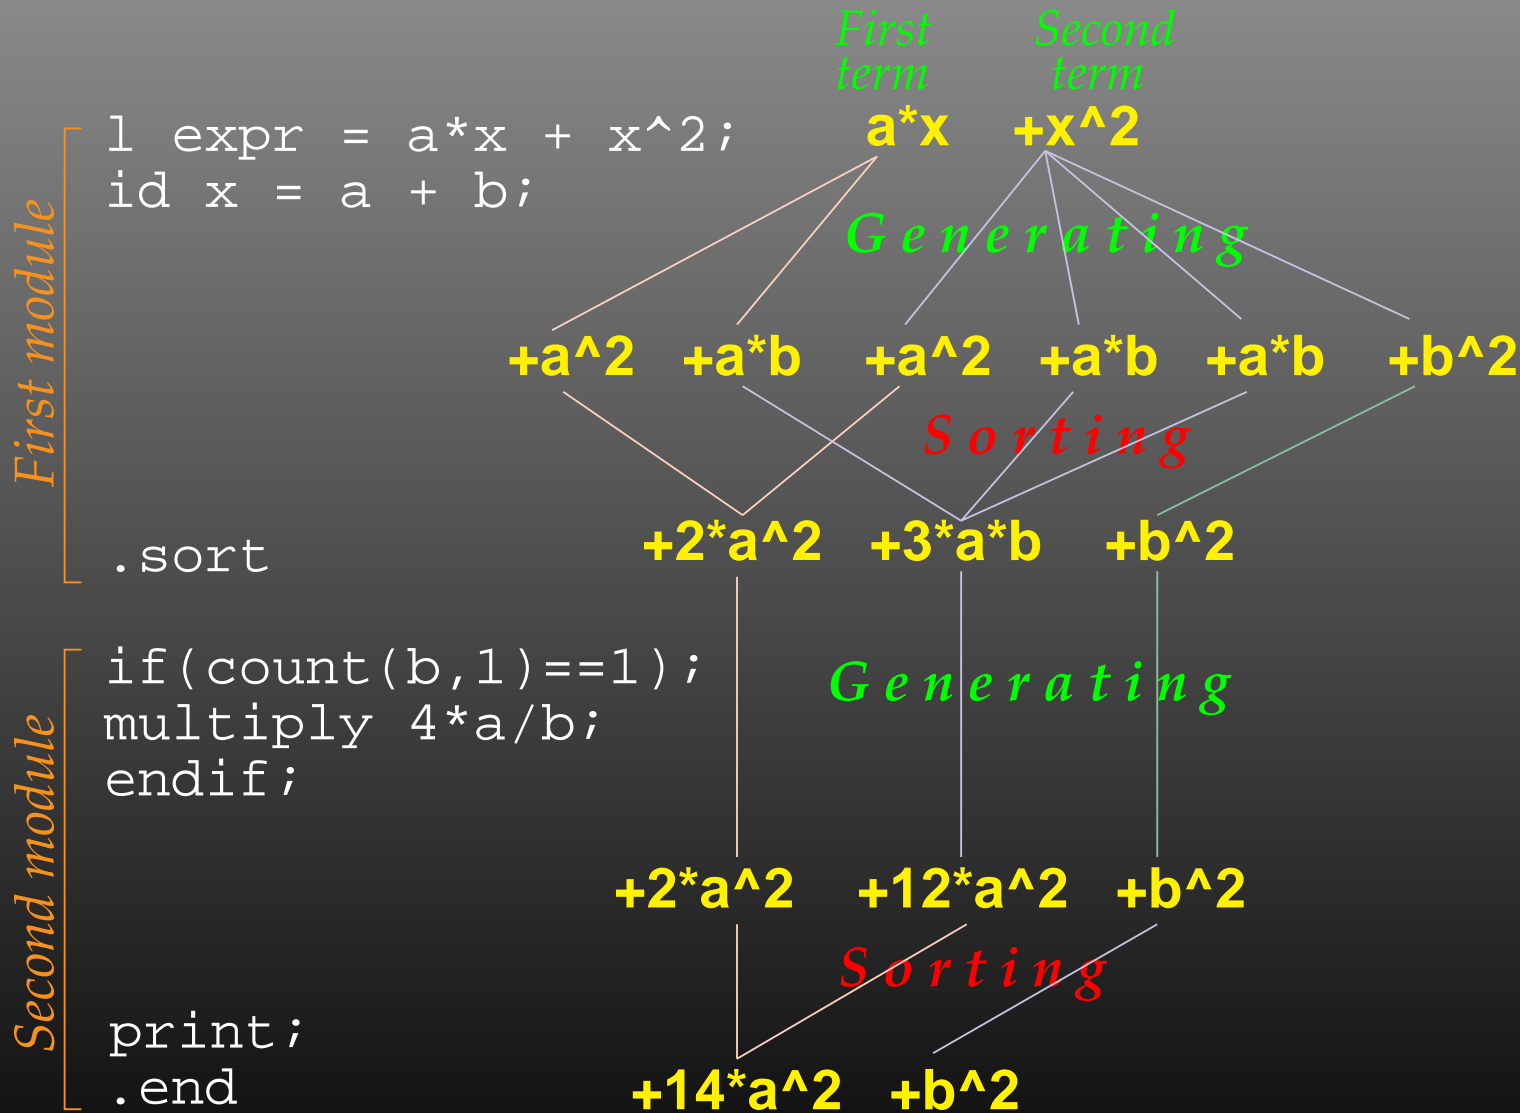 First Second
term term
l expr = a*x + x^2; a*x +x^2
id x = a + b;
Generating
First module
+a^2 +a*b +a^2 +a*b +a*b +b^2
Sorting
.sort +2*a^2 +3*a*b +b^2
if(count(b,1)==1);
multiply 4*a/b;
endif;
Generating
Second module
+2*a^2 +12*a^2 +b^2
Sorting
print;
.end +14*a^2 +b^2